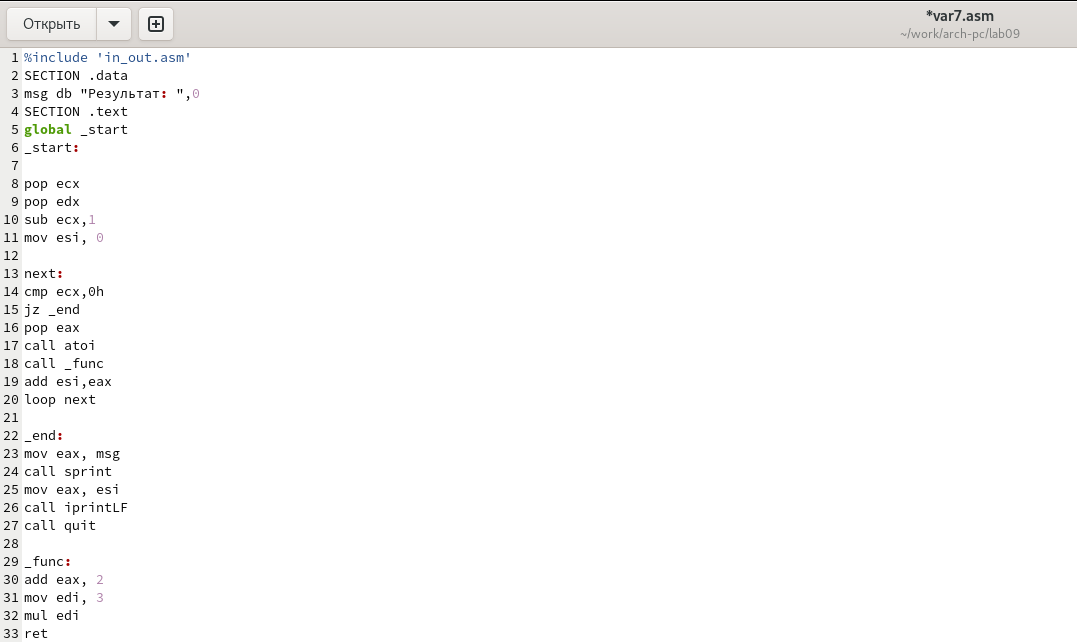 Открыть
*var7.asm
~/work/arch-pc/lab09
1 %include 'in_out.asm'
2 SECTION .data
3 msg db "Результат: ",0
4 SECTION .text
5 global _start
6 _start:
7
8 pop ecx
9 pop edx
10 sub ecx,1
11 mov esi, 0
12
13 next:
14 cmp ecx,0h
15 jz _end
16 pop eax
17 call atoi
18 call _func
19 add esi,eax
20 loop next
21
22 _end:
23 mov eax, msg
24 call sprint
25 mov eax, esi
26 call iprintLF
27 call quit
28
29 _func:
30 add eax, 2
31 mov edi, 3
32 mul edi
33 ret